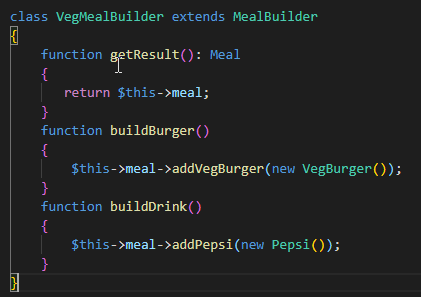 class VegMealBuilder extends MealBuilder
{
    function getResult(): Meal
    {
       return $this->meal;
    }
    function buildBurger()
    {
        $this->meal->addVegBurger(new VegBurger());
    }
    function buildDrink()
    {
        $this->meal->addPepsi(new Pepsi());
    }
}